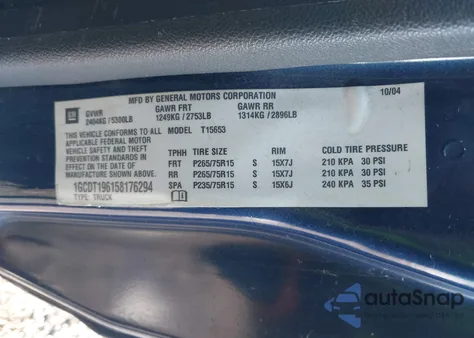 MFD BY GENERAL MOTORS CORPORATION 10/04
GM GVWR GAWR FRT GAWR RR
2404KG / 5300LB 1249KG / 2753LB 1314KG / 2896LB
THIS VEHICLE CONFORMS TO ALL MODEL T15653
APPLICABLE FEDERAL MOTOR
VEHICLE SAFETY AND THEFT TPHH TIRE SIZE RIM COLD TIRE PRESSURE
PREVENTION STANDARDS IN FRT P265/75R15 S 15X7J 210 KPA 30 PSI
EFFECT ON THE DATE OF RR P265/75R15 S 15X7J 210 KPA 30 PSI
MANUFACTURE SHOWN ABOVE. SPA P235/75R15 S 15X6J 240 KPA 35 PSI
1GCDT196158176294
TYPE: TRUCK
autoSnap